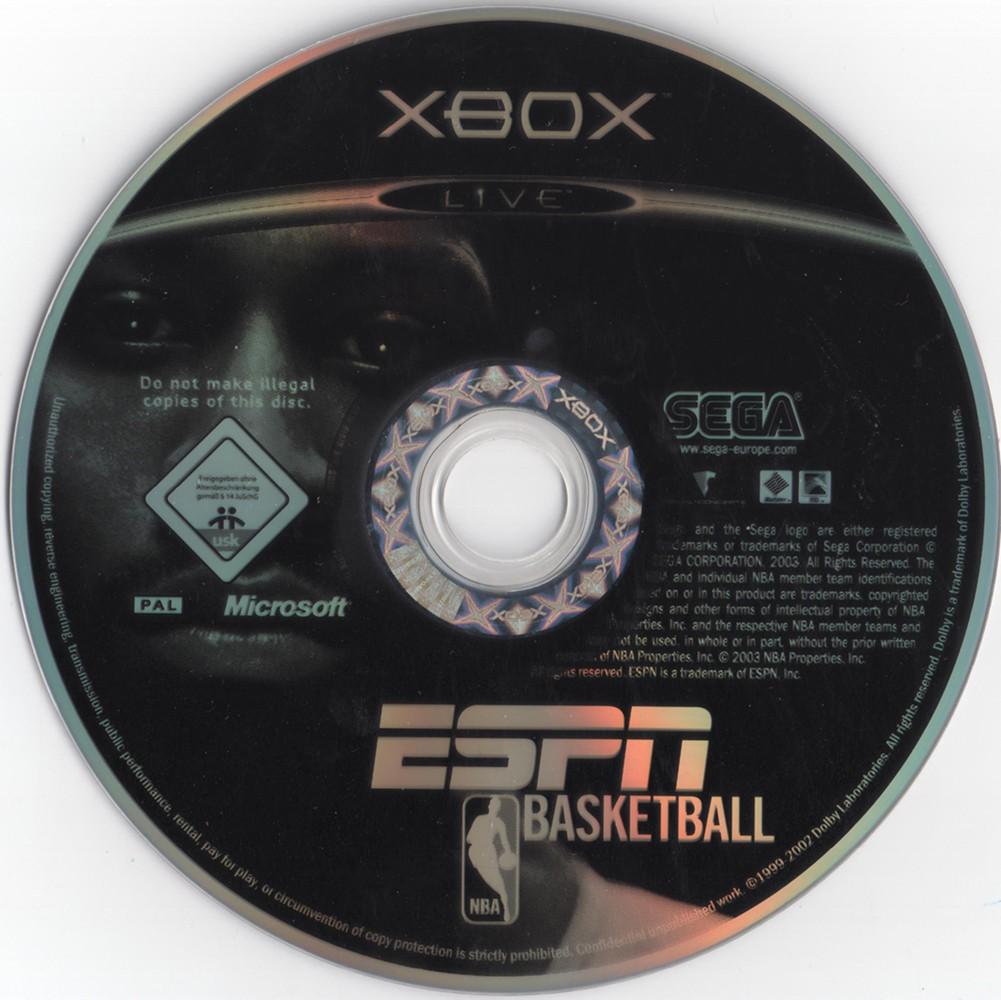 XBOX™
LIVE™
Do not make illegal
copies of this disc.
Freigegeben ohne
Altersbeschränkung
gemäß § 14 JuSchG
usk
PAL
Microsoft
XBOX
SEGA®
www.sega-europe.com
and the "Sega logo" are either registered
or trademarks of Sega Corporation ©
SEGA CORPORATION, 2003. All Rights Reserved. The
and individual NBA member team identifications
on or in this product are trademarks, copyrighted
and other forms of intellectual property of NBA
Properties, Inc. and the respective NBA member teams and
not be used, in whole or in part, without the prior written
of NBA Properties, Inc. © 2003 NBA Properties, Inc.
All rights reserved. ESPN is a trademark of ESPN, Inc.
ESPN
BASKETBALL
NBA
Unauthorized copying, reverse engineering, transmission, public performance, rental, pay for play, or circumvention of copy protection is strictly prohibited. Confidential unpublished work. ©1999-2002 Dolby Laboratories. All rights reserved. Dolby is a trademark of Dolby Laboratories.